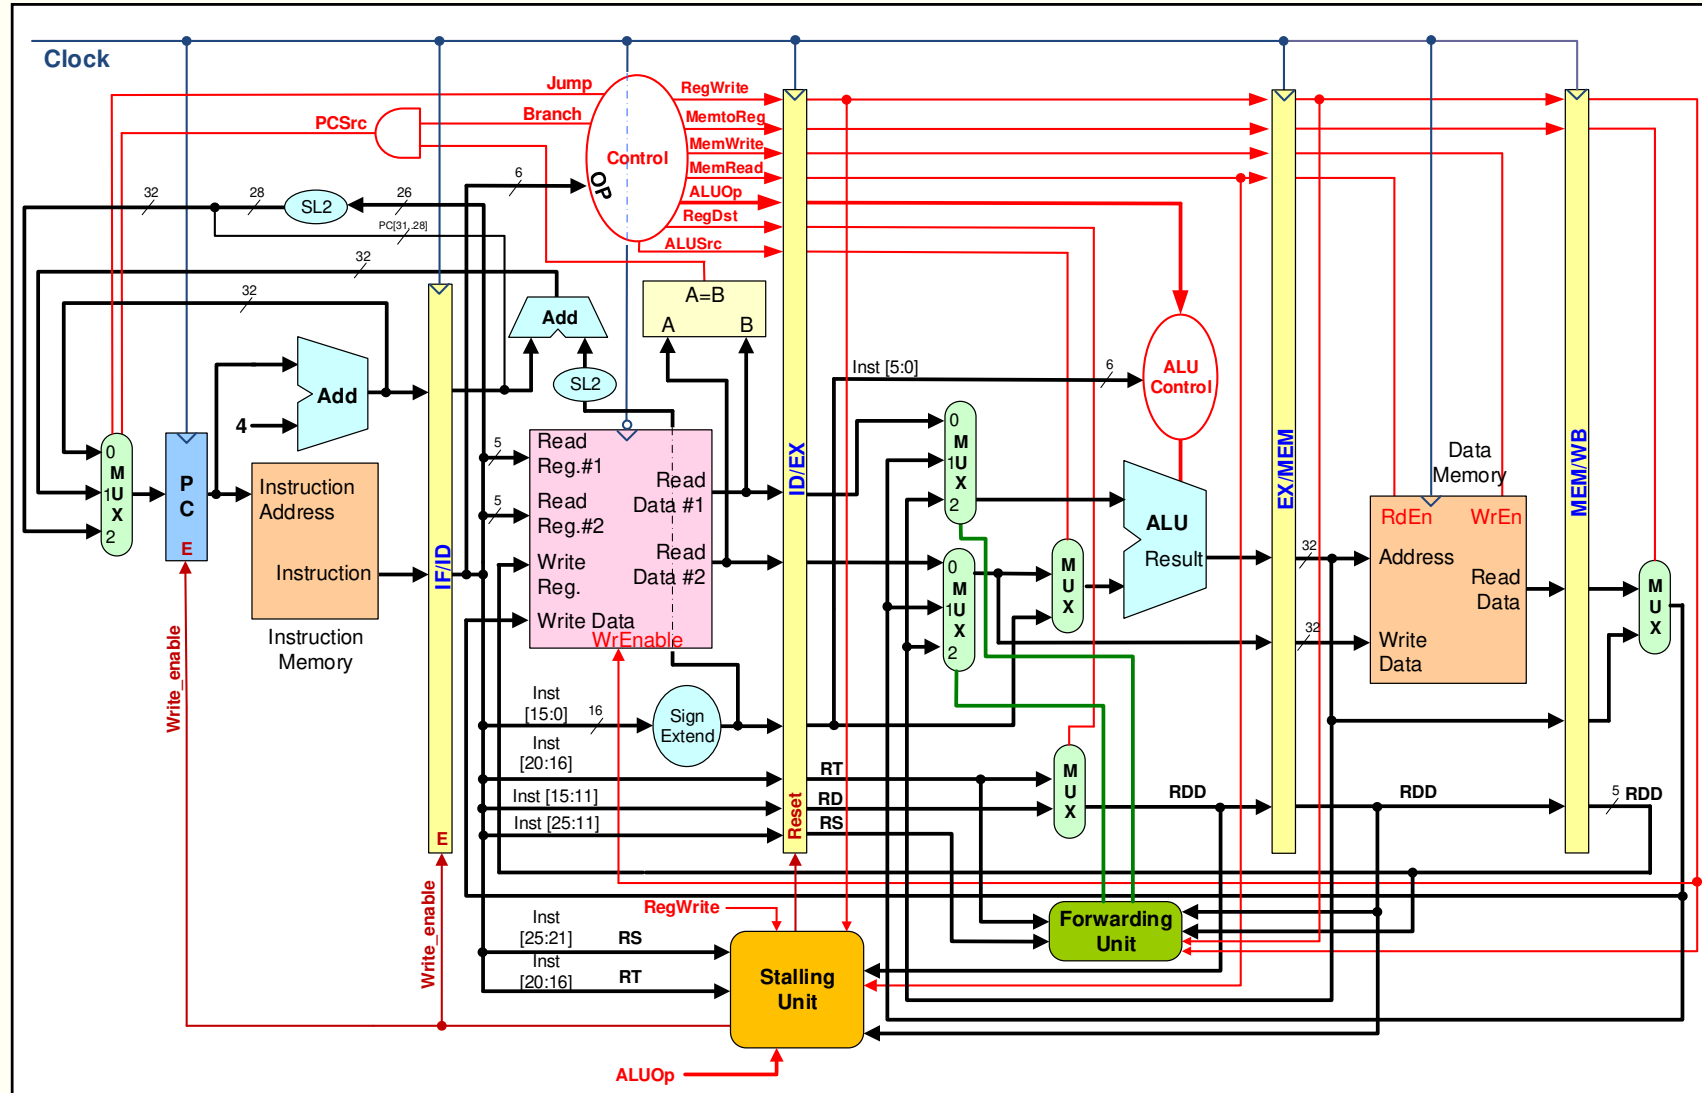 Clock
Jump
RegWrite
Branch
PCSrc
MemtoReg
Control
MemWrite
MemRead
OP
6
ALUOp
RegDst
ALUSrc
32
28
SL2
26
PC[31..28]
32
32
A=B
A B
Add
SL2
Add
4
Inst [5:0]
6
ALU
Control
0
M
1U
X
2
P
C
E
Instruction
Address
Instruction
Instruction
Memory
IF/ID
E
5
Read
Reg.#1
5
Read
Reg.#2
Write
Reg.
Write Data
WrEnable
Read
Data #1
Read
Data #2
ID/EX
Reset
0
M
1U
X
2
0
M
1U
X
2
M
U
X
ALU
Result
EX/MEM
32
32
Data
Memory
RdEn WrEn
Address
Read
Data
Write
Data
MEM/WB
M
U
X
Write_enable
Inst
[15:0]
16
Sign
Extend
Inst
[20:16]
Inst [15:11]
Inst [25:11]
RT
RD
RS
M
U
X
RDD
RDD
5
RDD
Write_enable
RegWrite
Inst
[25:21]
RS
Inst
[20:16]
RT
Stalling
Unit
Forwarding
Unit
ALUOp